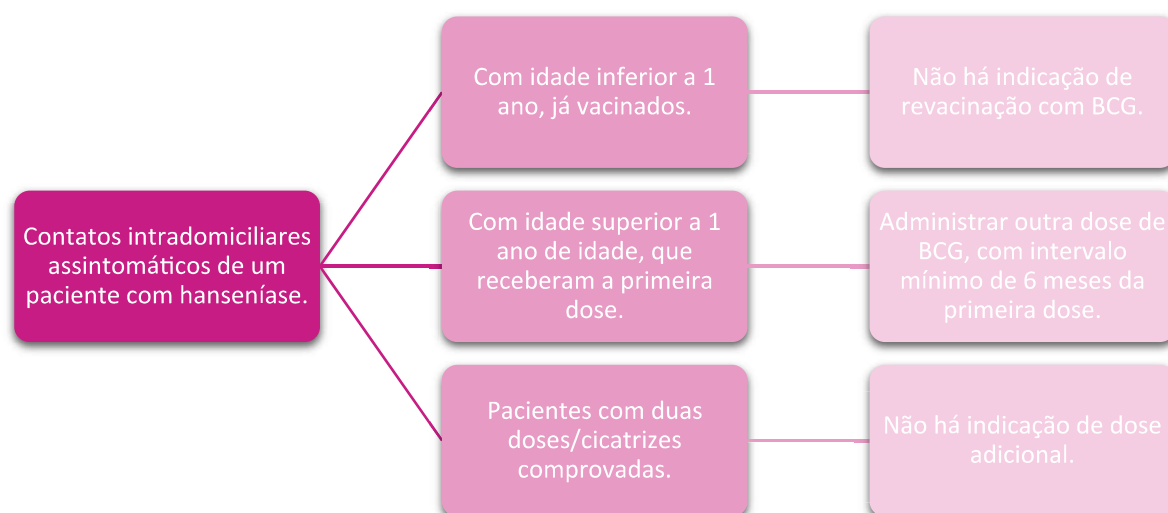 Contatos intradomiciliares
assintomáticos de um
paciente com hanseníase.
Com idade inferior a 1
ano, já vacinados.
Não há indicação de
revacinação com BCG.
Com idade superior a 1
ano de idade, que
receberam a primeira
dose.
Administrar outra dose de
BCG, com intervalo
mínimo de 6 meses da
primeira dose.
Pacientes com duas
doses/cicatrizes
comprovadas.
Não há indicação de dose
adicional.